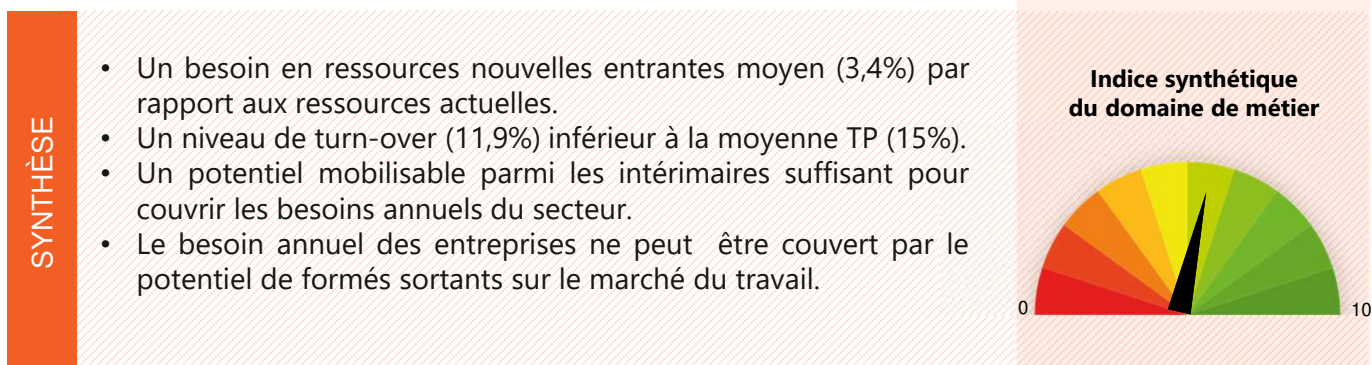 SYNTHÈSE
• Un besoin en ressources nouvelles entrantes moyen (3,4%) par
rapport aux ressources actuelles.
• Un niveau de turn-over (11,9%) inférieur à la moyenne TP (15%).
• Un potentiel mobilisable parmi les intérimaires suffisant pour
couvrir les besoins annuels du secteur.
• Le besoin annuel des entreprises ne peut être couvert par le
potentiel de formés sortants sur le marché du travail.
Indice synthétique
du domaine de métier
0
10